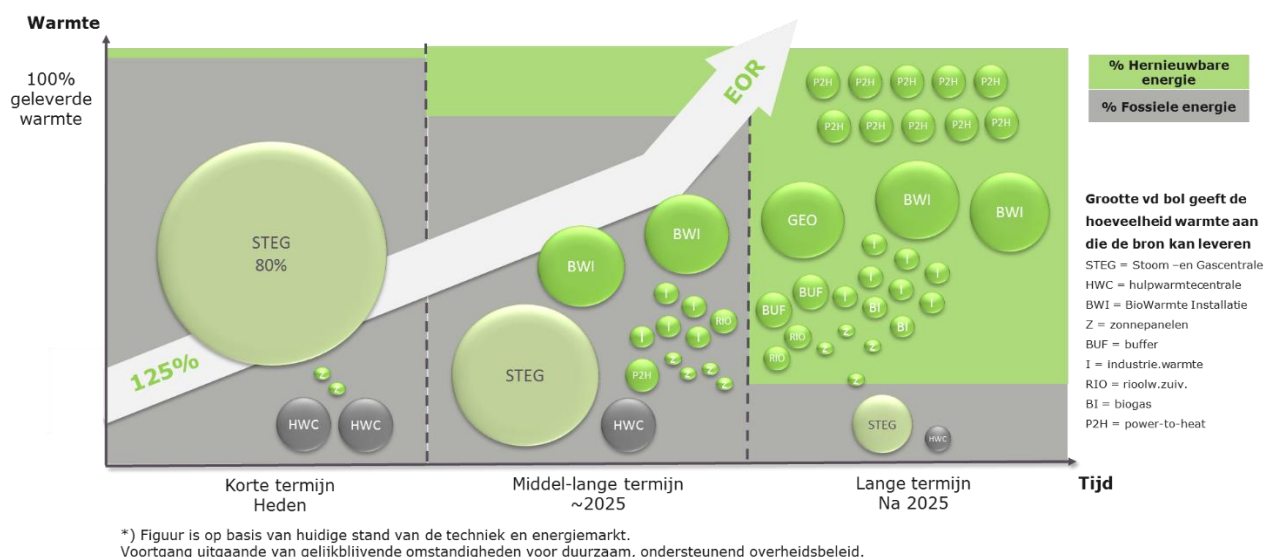 Warmte
100%
geleverde
warmte
125%
EOR
STEG
80%
Z
Z
HWC
HWC
BWI
BWI
STEG
I
I
I
I
I
RIO
Z
Z
Z
Z
P2H
HWC
P2H
P2H
P2H
P2H
P2H
P2H
P2H
P2H
P2H
P2H
GEO
BWI
BWI
I
I
I
I
I
I
I
BUF
BUF
BI
BI
RIO
RIO
Z
Z
Z
Z
STEG
HWC
Korte termijn
Heden
Middel-lange termijn
~2025
Lange termijn
Na 2025
Tijd
% Hernieuwbare
energie
% Fossiele energie
Grootte vd bol geeft de
hoeveelheid warmte aan
die de bron kan leveren
STEG = Stoom –en Gascentrale
HWC = hulpwarmtecentrale
BWI = BioWarmte Installatie
Z = zonnepanelen
BUF = buffer
I = industrie.warmte
RIO = rioolw.zuiv.
BI = biogas
P2H = power-to-heat
*) Figuur is op basis van huidige stand van de techniek en energiemarkt.
Voortgang uitgaande van gelijkblijvende omstandigheden voor duurzaam, ondersteunend overheidsbeleid.